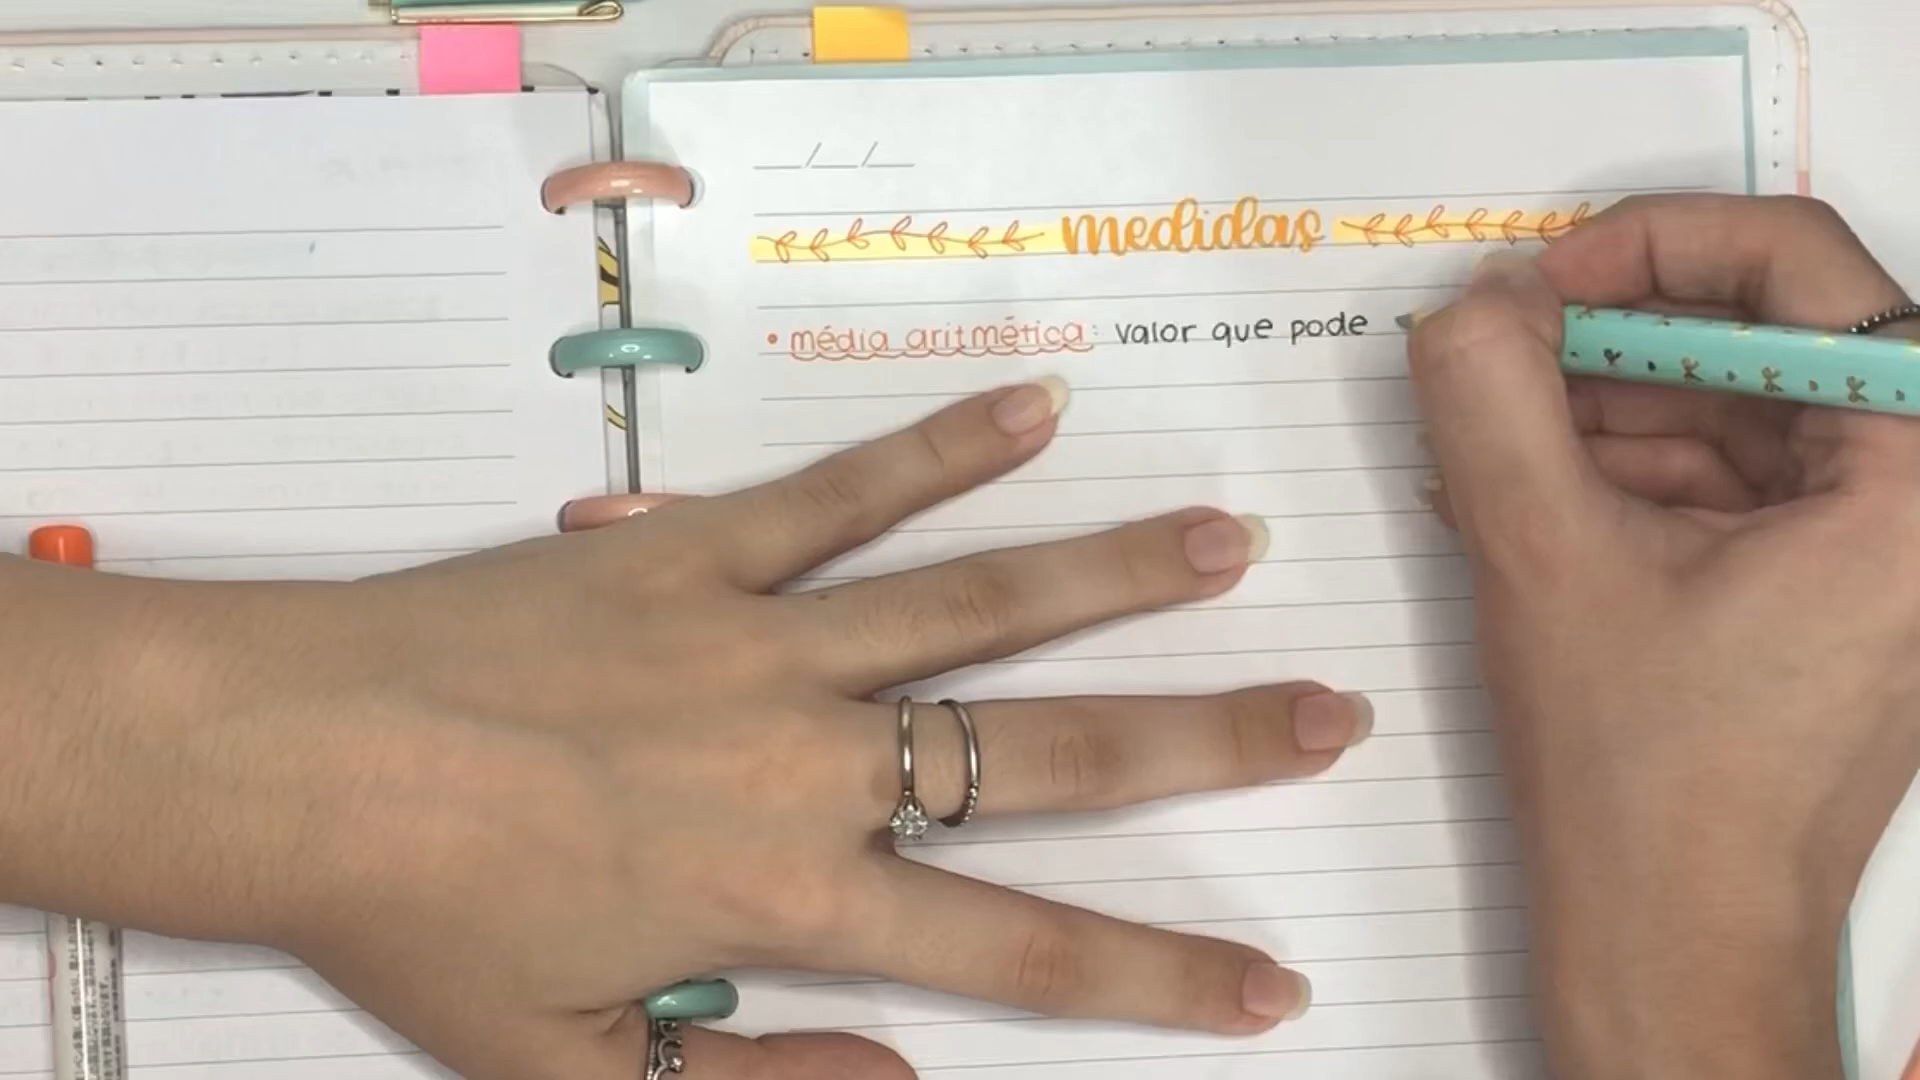 __/__/__
medidas
• média aritmética: valor que pode